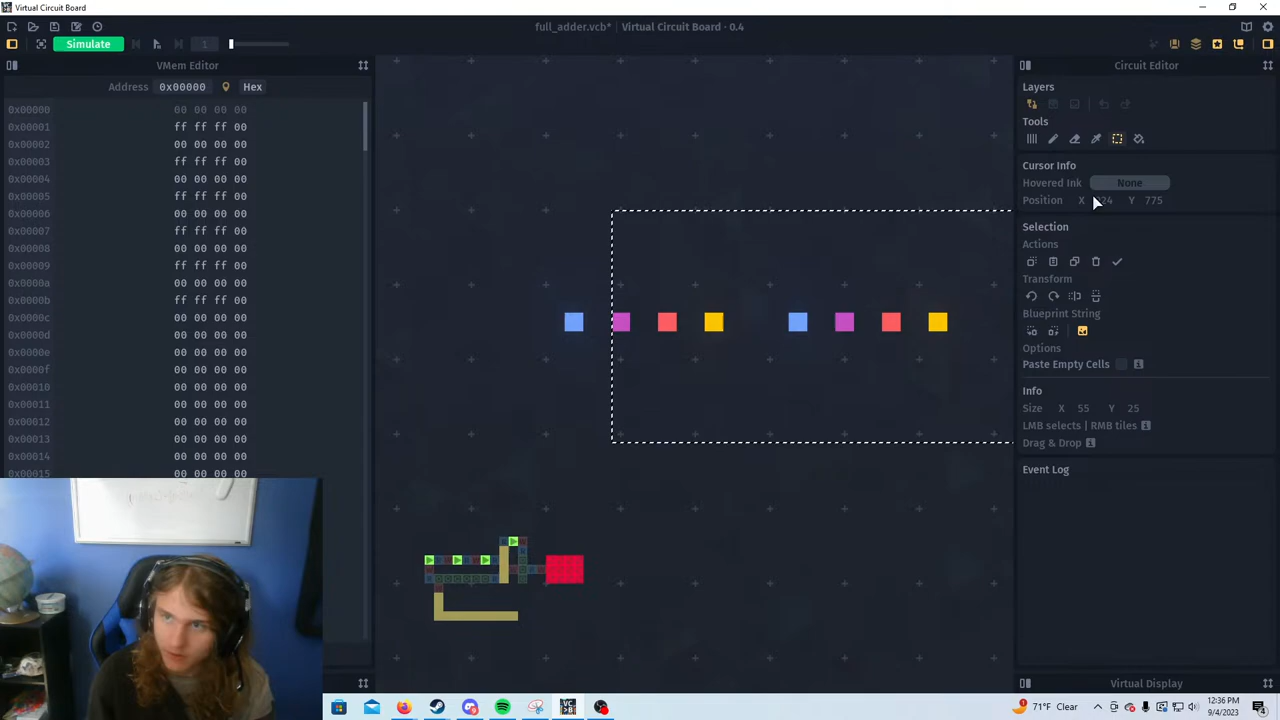 Virtual Circuit Board
full_adder.vcb* | Virtual Circuit Board - 0.4
Simulate
1
VMem Editor
Circuit Editor
Address 0x00000 Hex
0x00000 00 00 00 00
0x00001 ff ff ff 00
0x00002 00 00 00 00
0x00003 ff ff ff 00
0x00004 00 00 00 00
0x00005 ff ff ff 00
0x00006 00 00 00 00
0x00007 ff ff ff 00
0x00008 00 00 00 00
0x00009 ff ff ff 00
0x0000a 00 00 00 00
0x0000b ff ff ff 00
0x0000c 00 00 00 00
0x0000d 00 00 00 00
0x0000e 00 00 00 00
0x0000f 00 00 00 00
0x00010 00 00 00 00
0x00011 00 00 00 00
0x00012 00 00 00 00
0x00013 00 00 00 00
0x00014 00 00 00 00
0x00015 00 00 00 00
Layers
Tools
Cursor Info
Hovered Ink None
Position X 24 Y 775
Selection
Actions
Transform
Blueprint String
Options
Paste Empty Cells
Info
Size X 55 Y 25
LMB selects | RMB tiles
Drag & Drop
Event Log
Virtual Display
71°F Clear
12:36 PM
9/4/2023